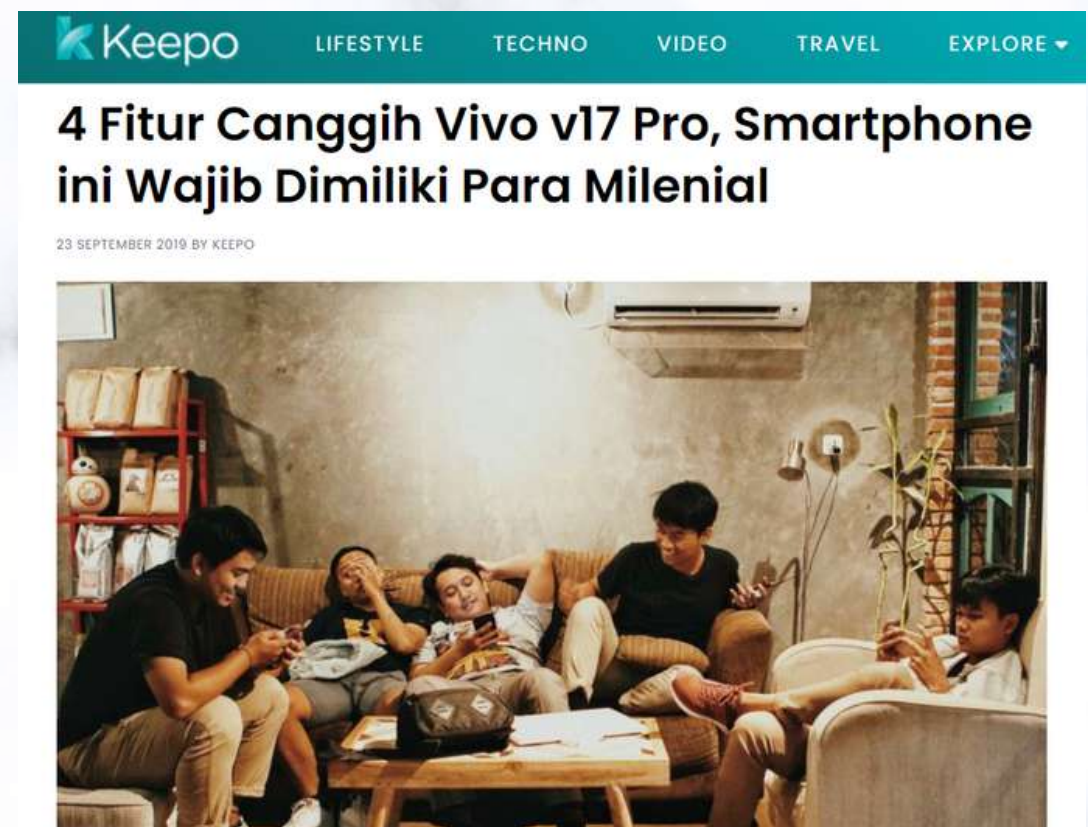 Keepo
LIFESTYLE TECHNO VIDEO TRAVEL EXPLORE
4 Fitur Canggih Vivo v17 Pro, Smartphone
ini Wajib Dimiliki Para Milenial
23 SEPTEMBER 2019 BY KEEPO